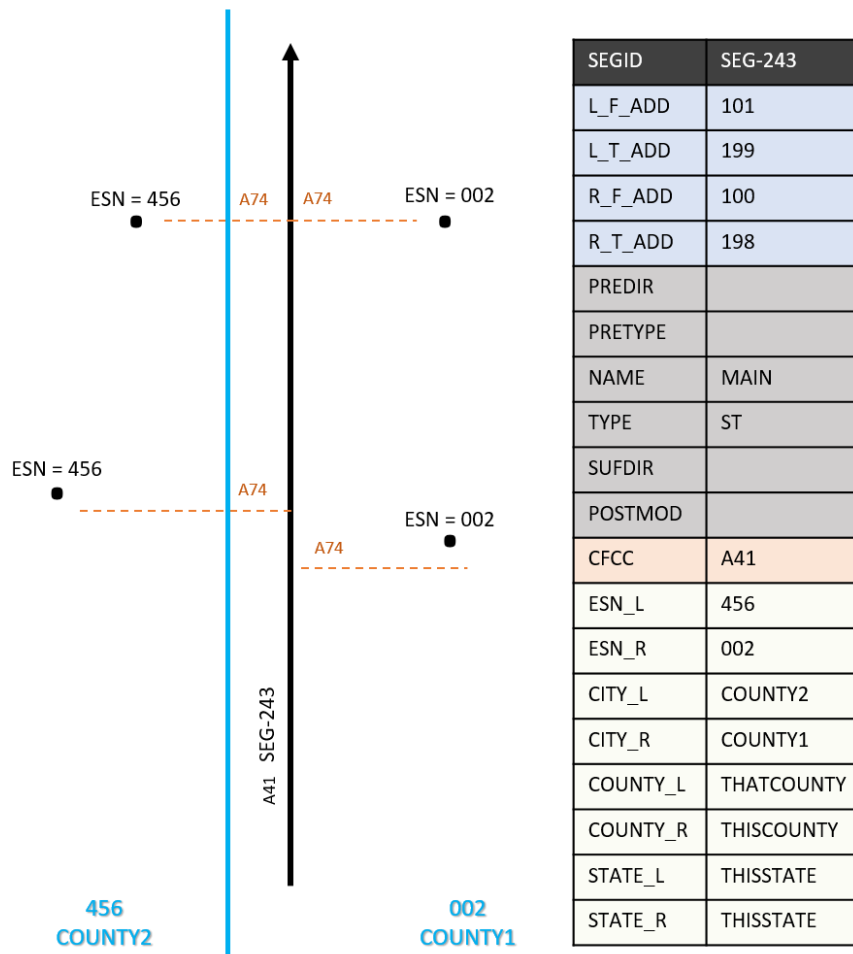 ESN = 456
A74
A74
ESN = 002
ESN = 456
A74
ESN = 002
A74
A41 SEG-243
456
COUNTY2
002
COUNTY1
SEGID SEG-243
L_F_ADD 101
L_T_ADD 199
R_F_ADD 100
R_T_ADD 198
PREDIR
PRETYPE
NAME MAIN
TYPE ST
SUFDIR
POSTMOD
CFCC A41
ESN_L 456
ESN_R 002
CITY_L COUNTY2
CITY_R COUNTY1
COUNTY_L THATCOUNTY
COUNTY_R THISCOUNTY
STATE_L THISSTATE
STATE_R THISSTATE